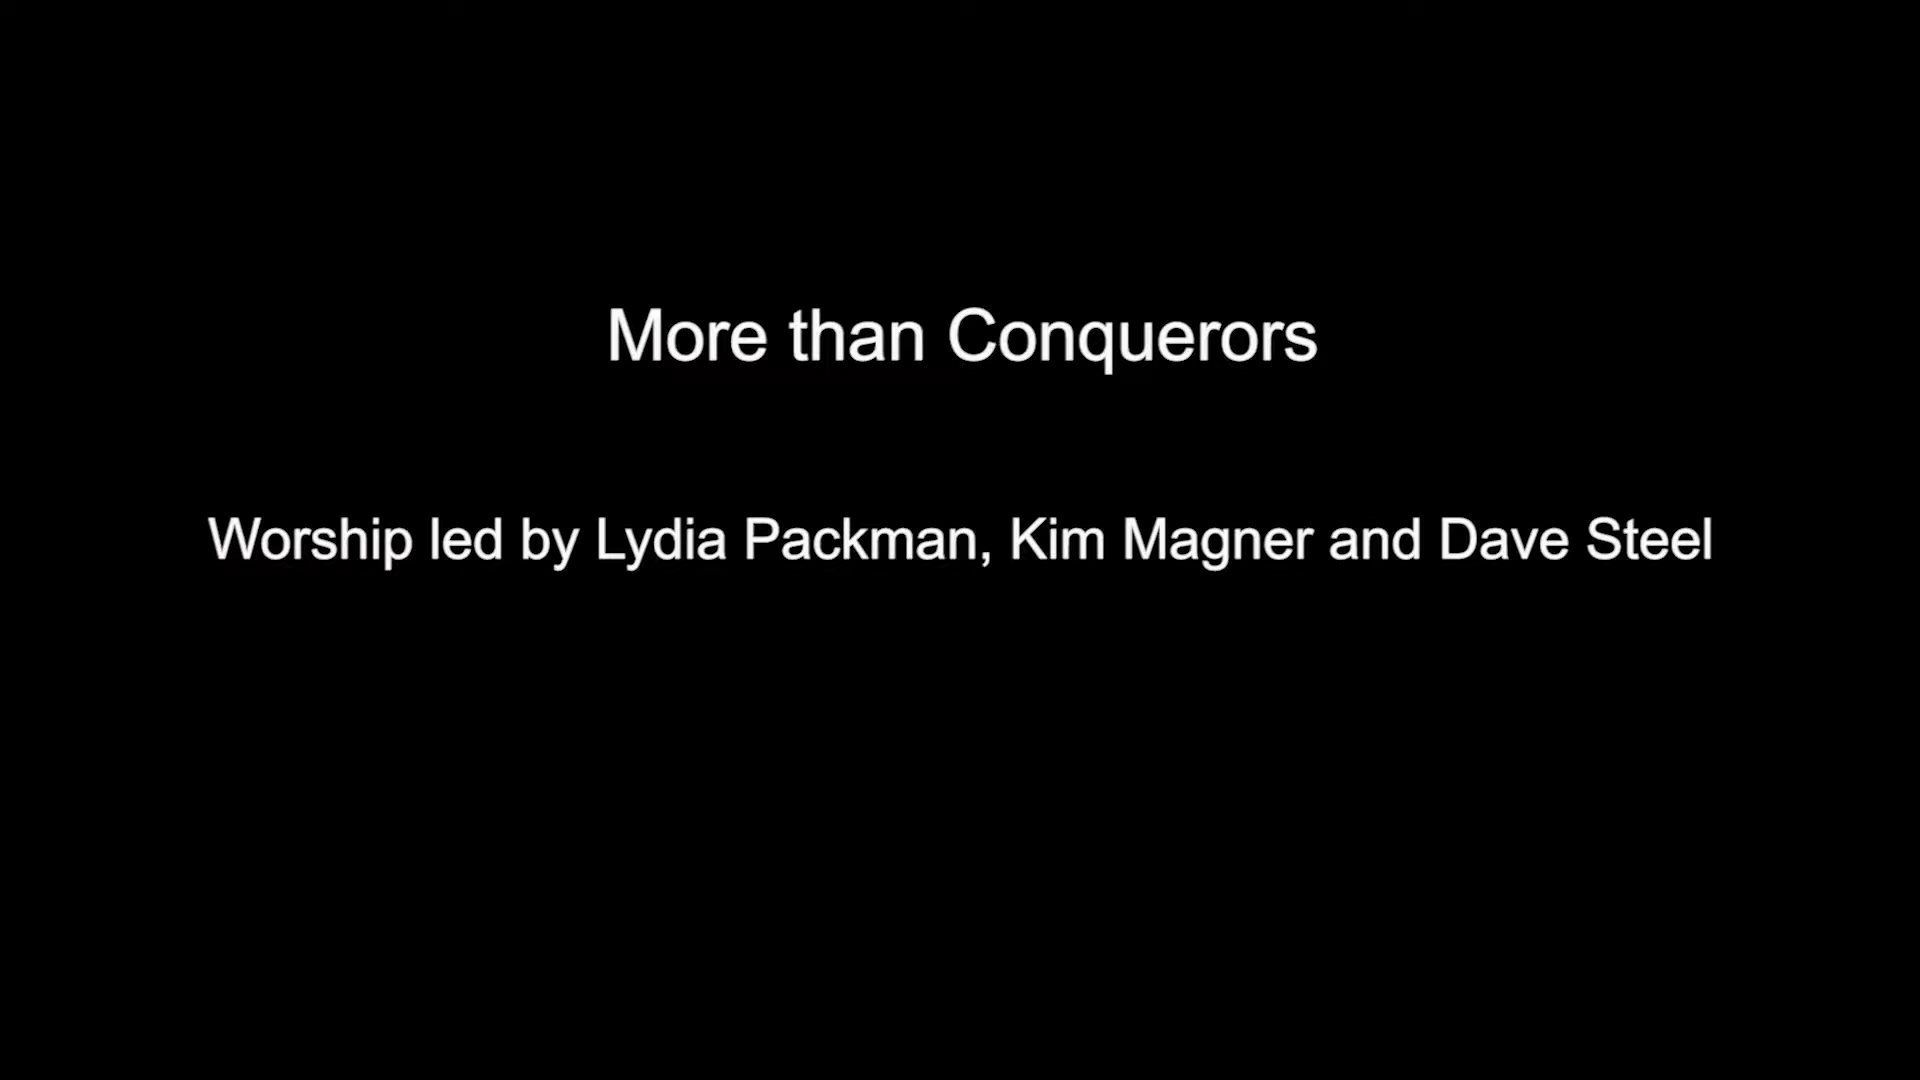 More than Conquerors
Worship led by Lydia Packman, Kim Magner and Dave Steel